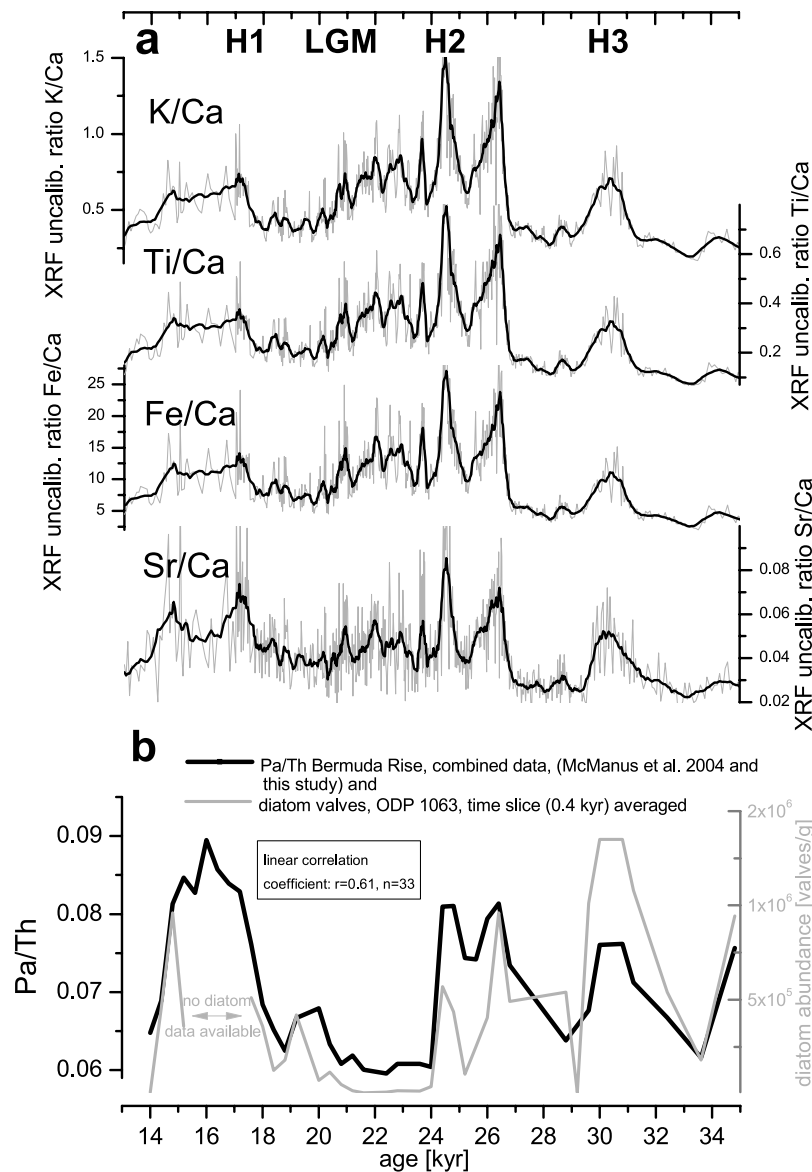 a H1 LGM H2 H3
XRF uncalib. ratio K/Ca
1.5
1.0
0.5
K/Ca
XRF uncalib. ratio Ti/Ca
0.6
0.4
0.2
Ti/Ca
XRF uncalib. ratio Fe/Ca
25
20
15
10
5
Fe/Ca
XRF uncalib. ratio Sr/Ca
0.08
0.06
0.04
0.02
Sr/Ca
b
Pa/Th Bermuda Rise, combined data, (McManus et al. 2004 and
this study) and
diatom valves, ODP 1063, time slice (0.4 kyr) averaged
linear correlation
coefficient: r=0.61, n=33
Pa/Th
0.09
0.08
0.07
0.06
no diatom
data available
2x10⁶
1x10⁶
5x10⁵
diatom abundance [valves/g]
14 16 18 20 22 24 26 28 30 32 34
age [kyr]